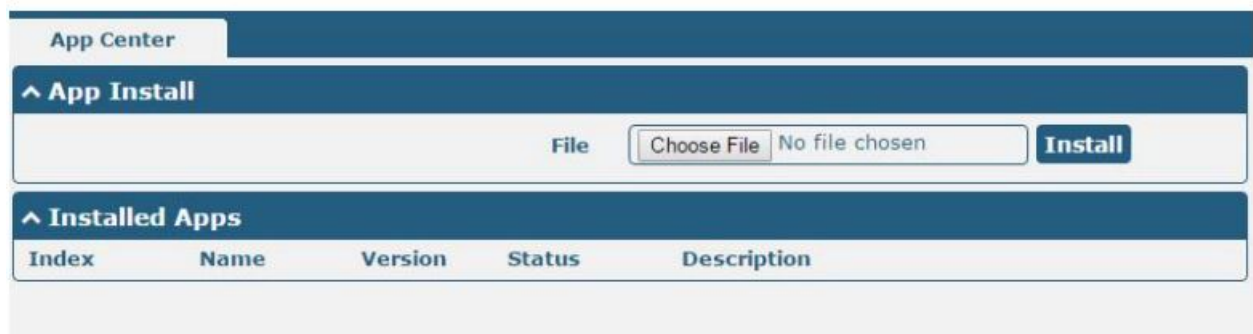 App Center
App Install
File Choose File No file chosen Install
Installed Apps
Index Name Version Status Description